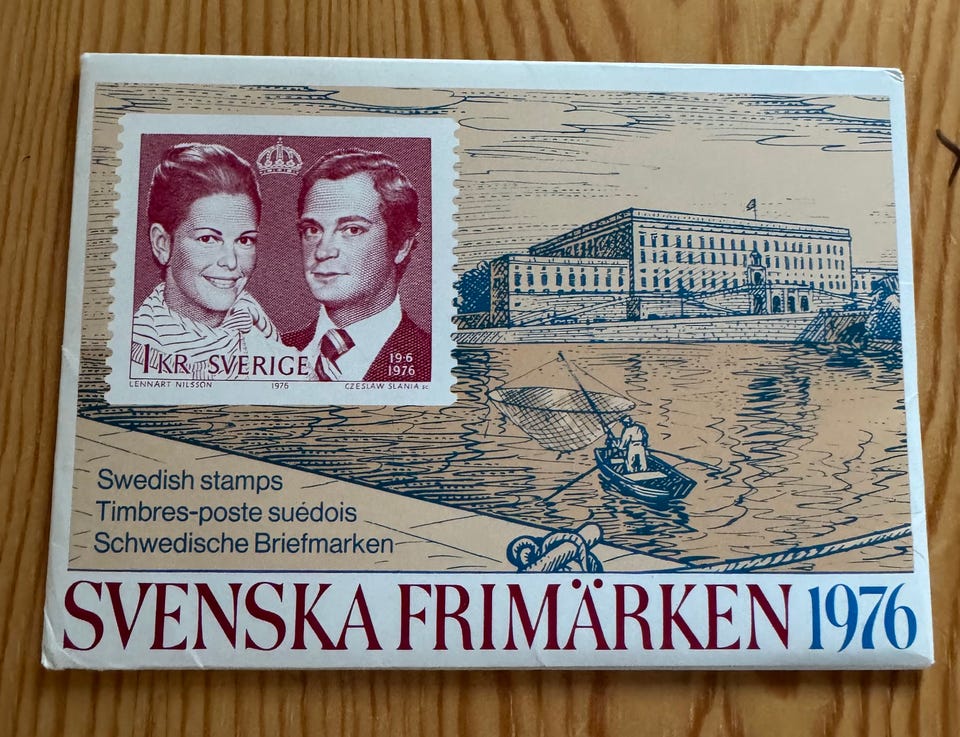 1 KR SVERIGE
19·6
1976
LENNART NILSSON 1976 CZESLAW SLANIA sc
Swedish stamps
Timbres-poste suédois
Schwedische Briefmarken
SVENSKA FRIMÄRKEN 1976